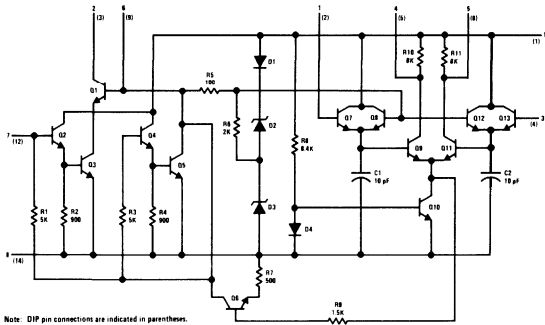 2
(3)
6
(9)
1
(2)
4
(5)
5
(6)
(1)
R10
8K
R11
8K
D1
Q1
R5
100
R6
2K
D2
R8
8.4K
Q7
Q8
Q12
Q13
3
(4)
7
(12)
Q2
Q3
Q4
Q5
Q9
Q11
C1
10 pF
C2
10 pF
D3
D4
Q10
R1
5K
R2
900
R3
5K
R4
900
8
(14)
R7
500
Q6
R9
1.5K
Note: DIP pin connections are indicated in parentheses.